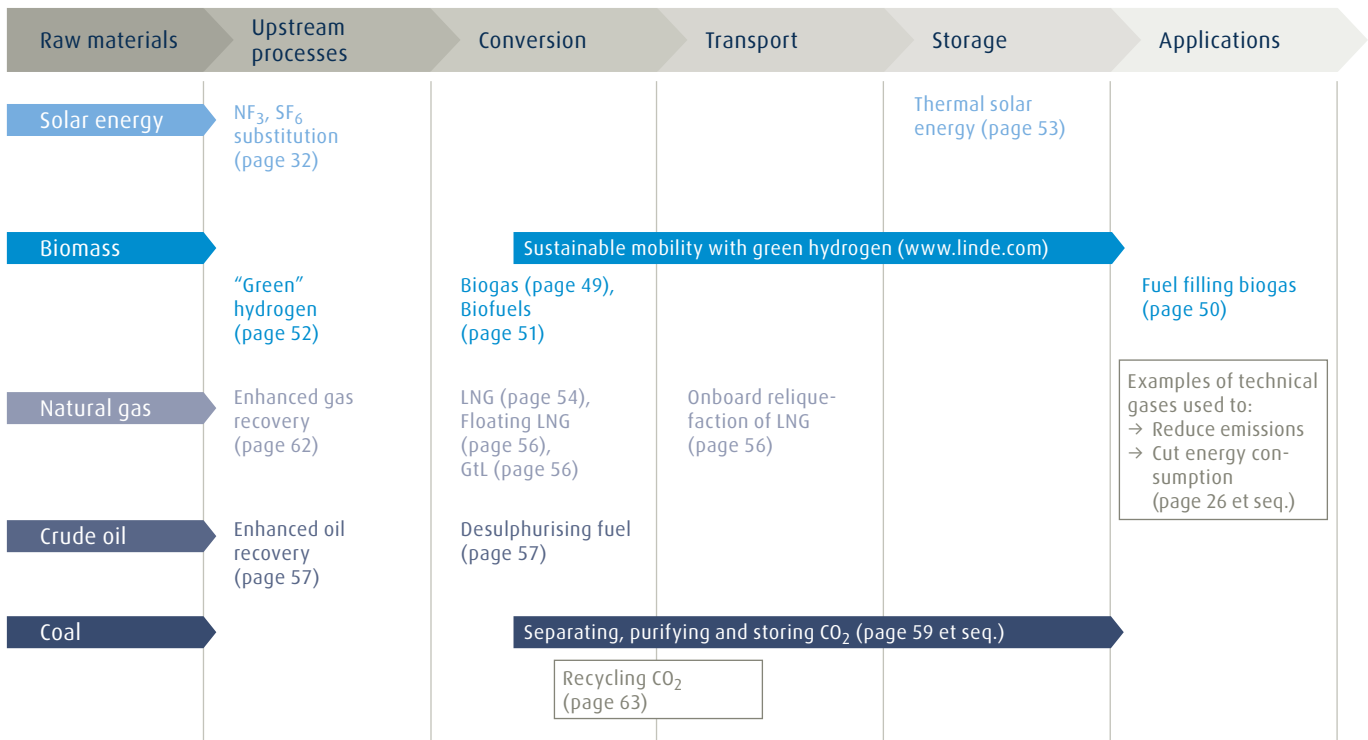 Raw materials
Upstream
processes
Conversion
Transport
Storage
Applications
Solar energy
NF₃, SF₆
substitution
(page 32)
Thermal solar
energy (page 53)
Biomass
Sustainable mobility with green hydrogen (www.linde.com)
“Green”
hydrogen
(page 52)
Biogas (page 49),
Biofuels
(page 51)
Fuel filling biogas
(page 50)
Natural gas
Enhanced gas
recovery
(page 62)
LNG (page 54),
Floating LNG
(page 56),
GtL (page 56)
Onboard relique-
faction of LNG
(page 56)
Examples of technical
gases used to:
→ Reduce emissions
→ Cut energy con-
sumption
(page 26 et seq.)
Crude oil
Enhanced oil
recovery
(page 57)
Desulphurising fuel
(page 57)
Coal
Separating, purifying and storing CO₂ (page 59 et seq.)
Recycling CO₂
(page 63)